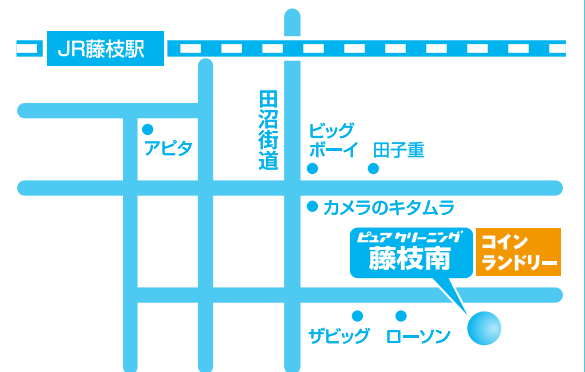 JR藤枝駅
田沼街道
アピタ
ビッグ
ボーイ
田子重
カメラのキタムラ
ピュアクリーニング
藤枝南
コイン
ランドリー
ザビッグ
ローソン